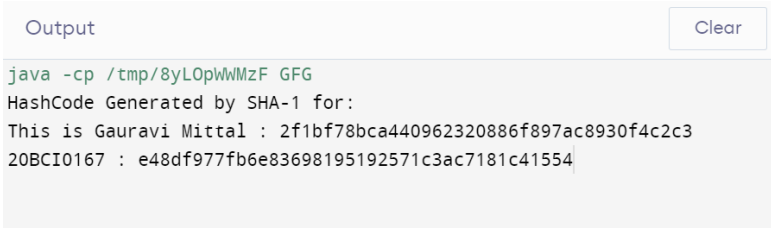 Output
Clear
java -cp /tmp/8yLOpWWMzF GFG
HashCode Generated by SHA-1 for:
This is Gauravi Mittal : 2f1bf78bca440962320886f897ac8930f4c2c3
20BCI0167 : e48df977fb6e83698195192571c3ac7181c41554